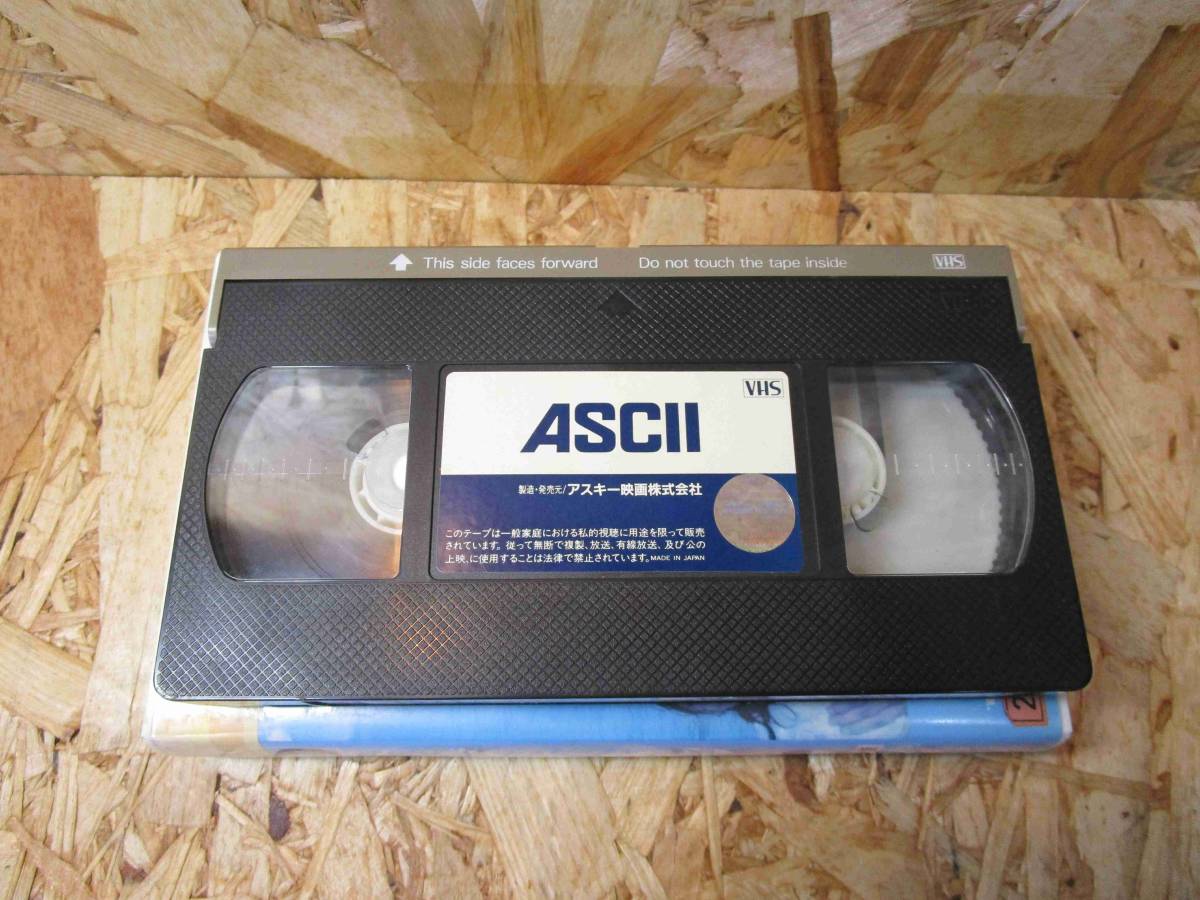 This side faces forward Do not touch the tape inside VHS
VHS
ASCII
製造・発売元/アスキー映画株式会社
このテープは一般家庭における私的視聴に用途を限って販売
されています。従って無断で複製、放送、有線放送、及び公の
上映、に使用することは法律で禁止されています。MADE IN JAPAN
2